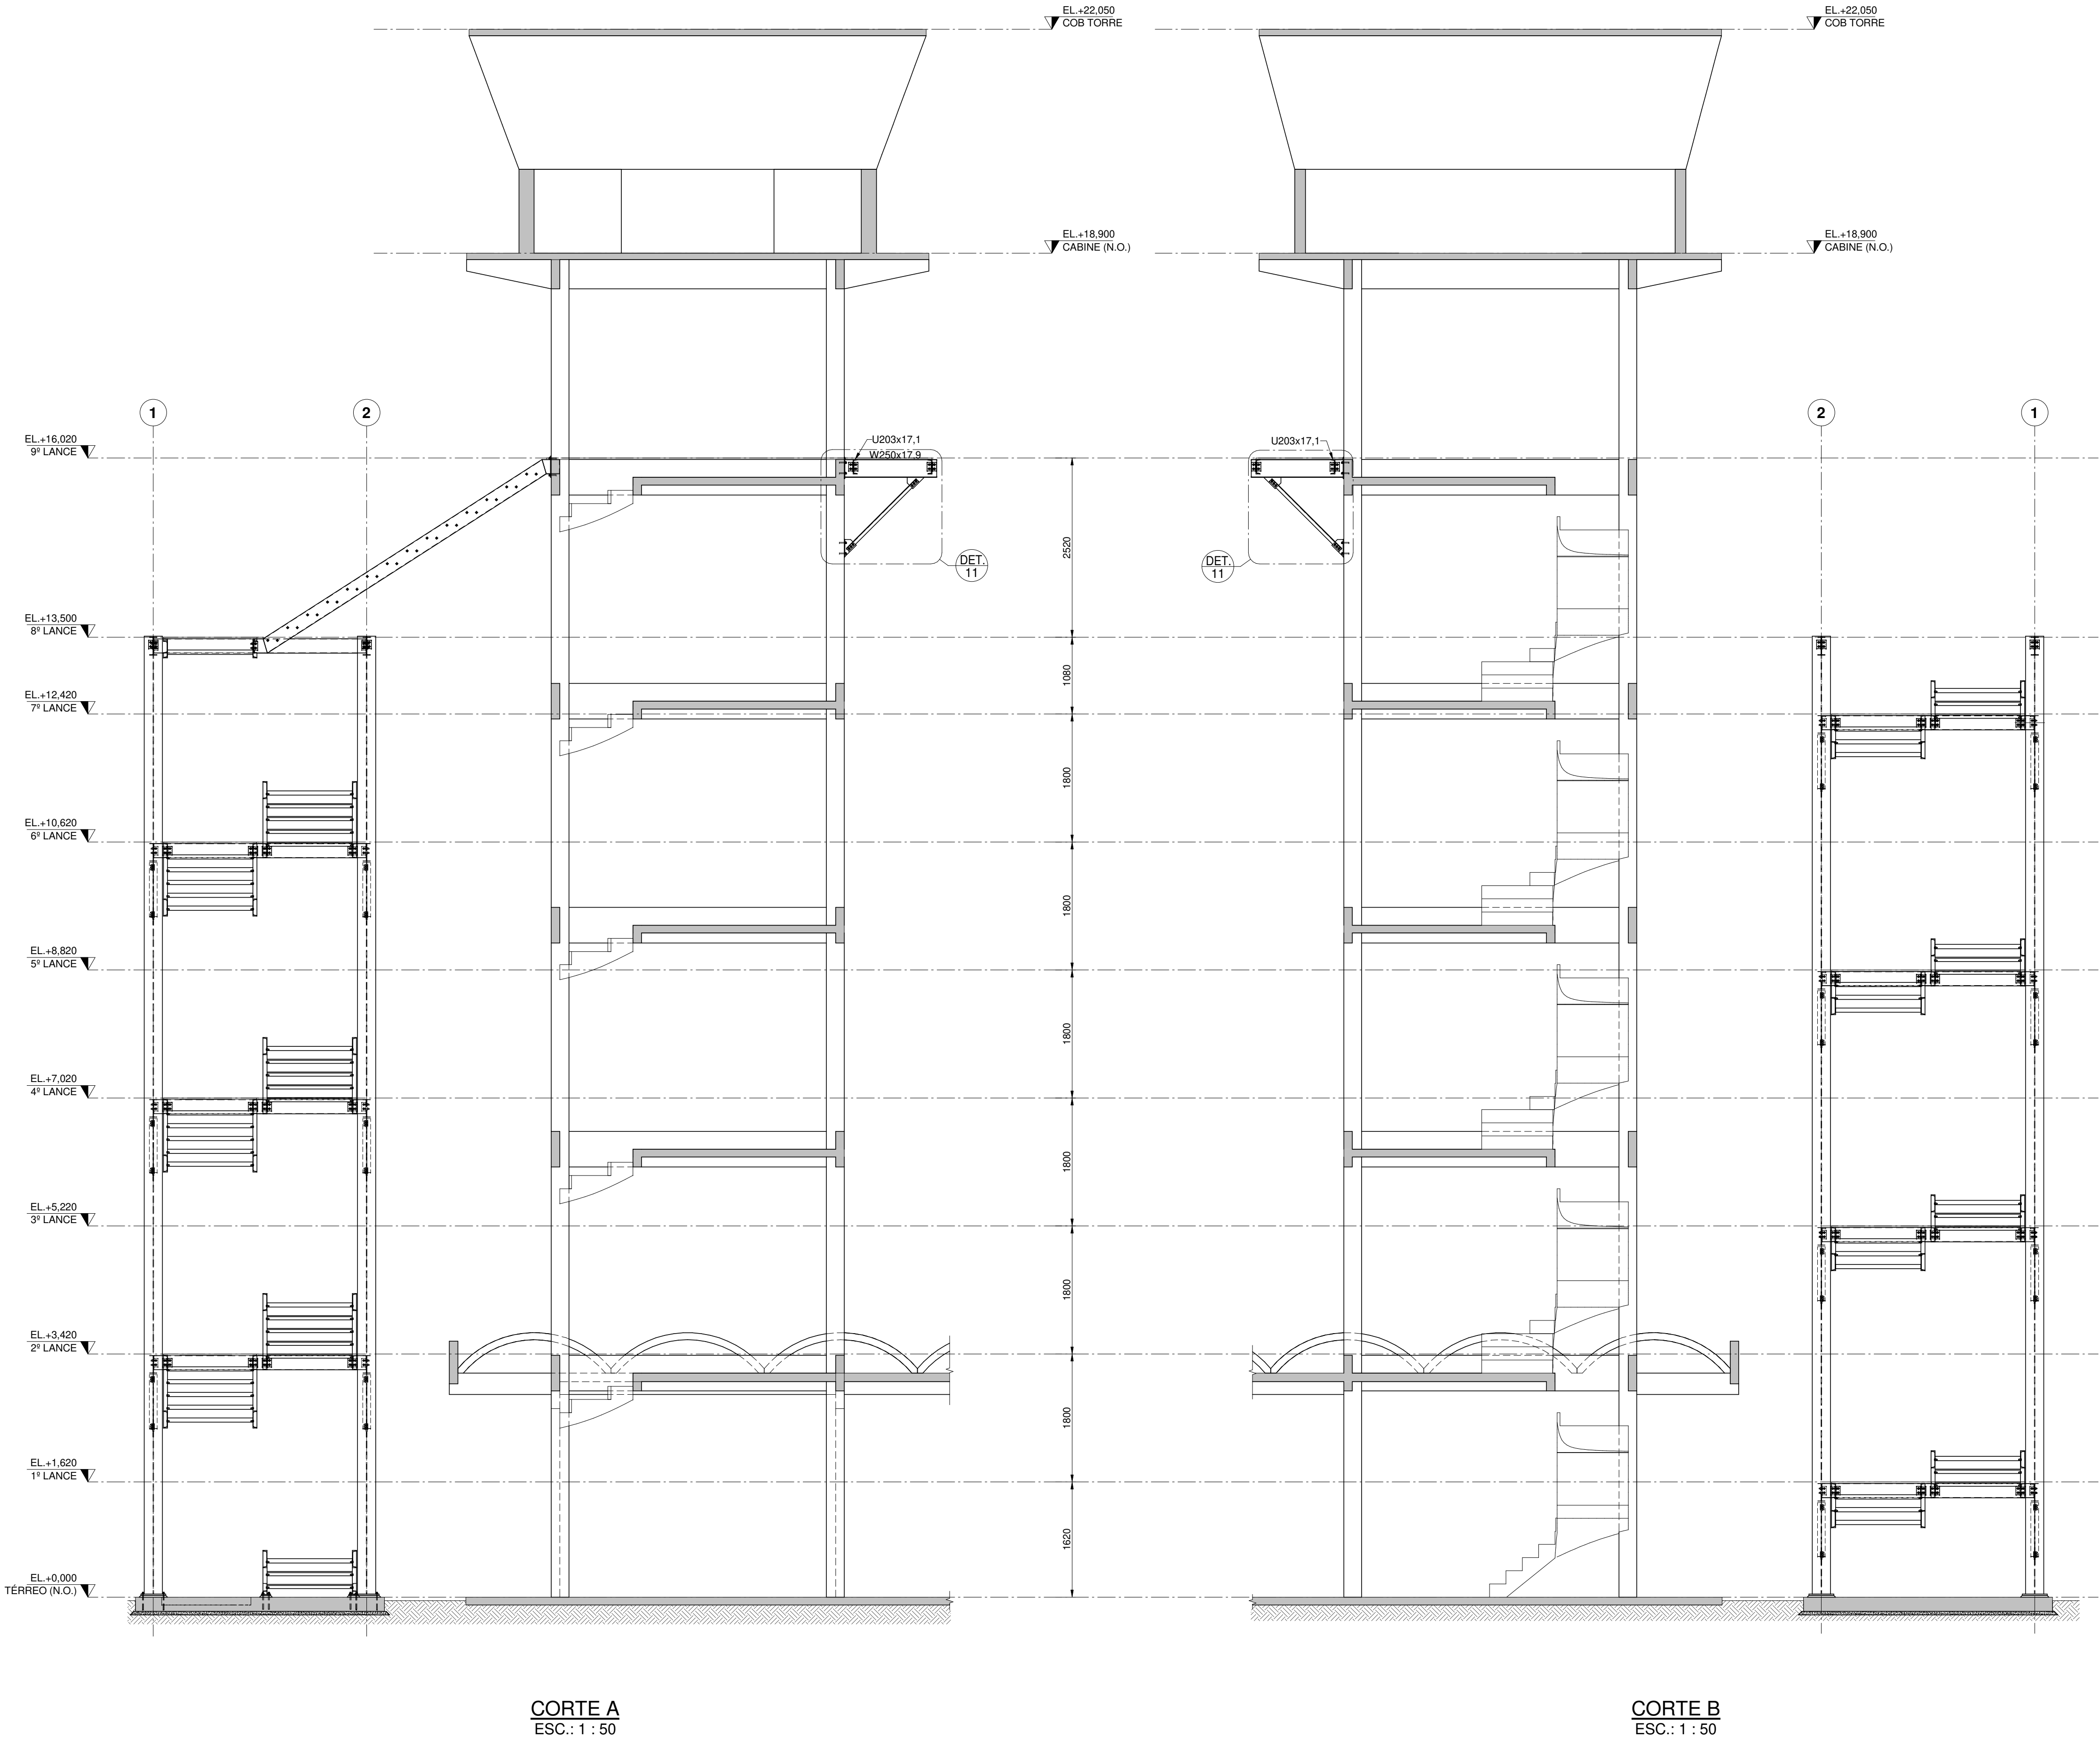 EL.+22,050
COB TORRE
EL.+22,050
COB TORRE
EL.+18,900
CABINE (N.O.)
EL.+18,900
CABINE (N.O.)
1
2
2
1
EL.+16,020
9º LANCE
U203x17,1
W250x17,9
U203x17,1
DET.
11
DET.
11
2520
EL.+13,500
8º LANCE
1080
EL.+12,420
7º LANCE
1800
EL.+10,620
6º LANCE
1800
EL.+8,820
5º LANCE
1800
EL.+7,020
4º LANCE
1800
EL.+5,220
3º LANCE
1800
EL.+3,420
2º LANCE
1800
EL.+1,620
1º LANCE
1620
EL.+0,000
TÉRREO (N.O.)
CORTE A
ESC.: 1 : 50
CORTE B
ESC.: 1 : 50